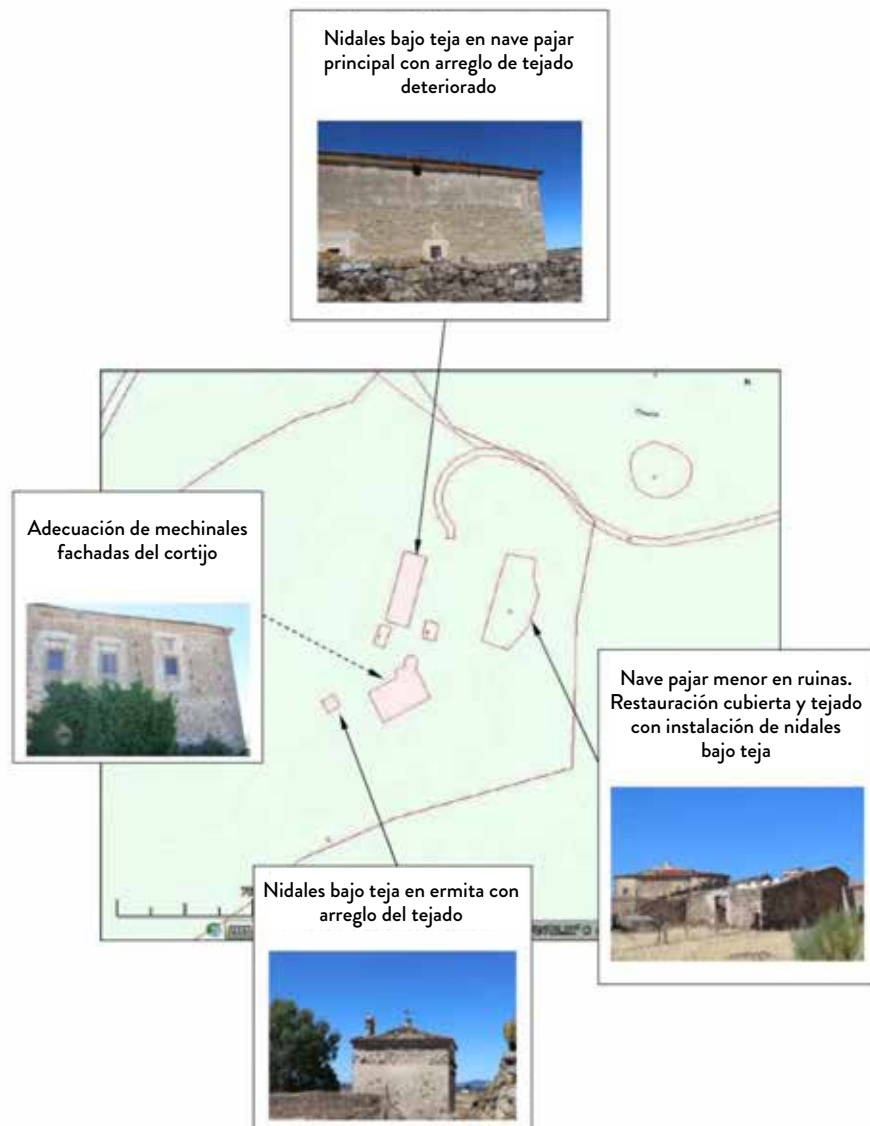 Nidales bajo teja en nave pajar
principal con arreglo de tejado
deteriorado
Adecuación de mechinales
fachadas del cortijo
Nave pajar menor en ruinas.
Restauración cubierta y tejado
con instalación de nidales
bajo teja
Nidales bajo teja en ermita con
arreglo del tejado